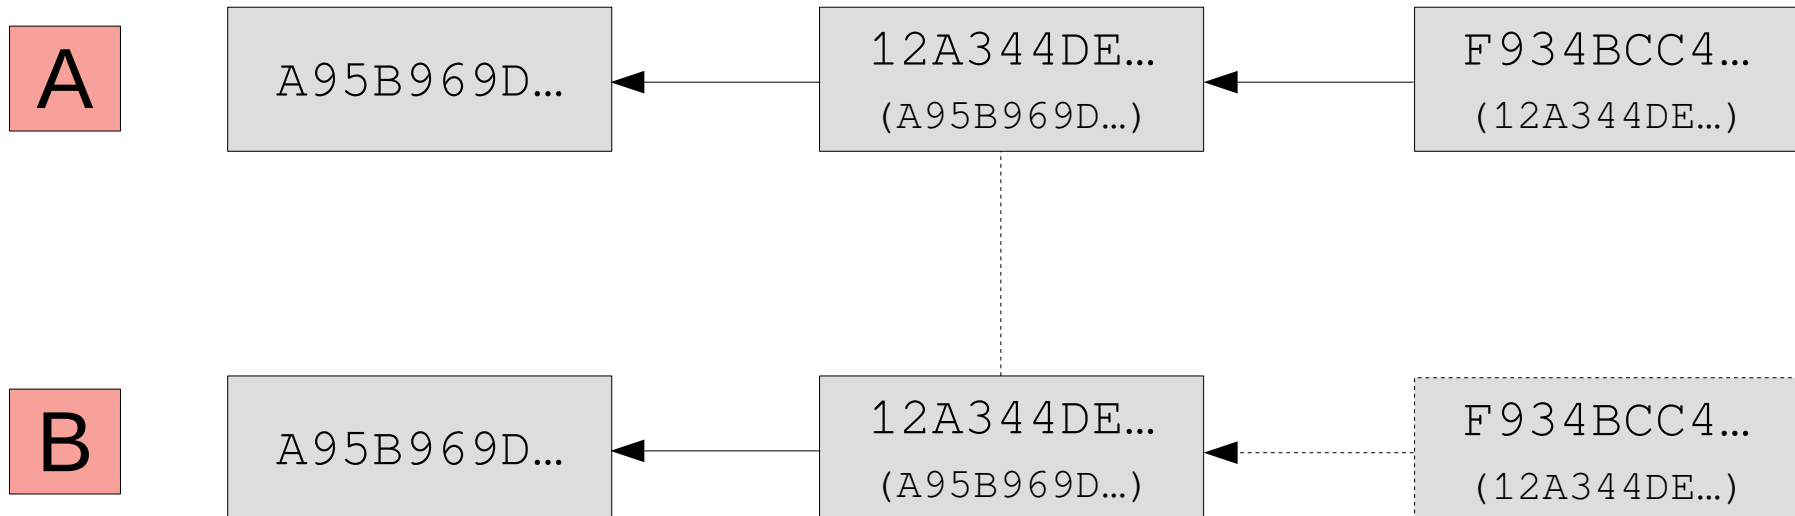 A
A95B969D…
12A344DE…
(A95B969D…)
F934BCC4…
(12A344DE…)
B
A95B969D…
12A344DE…
(A95B969D…)
F934BCC4…
(12A344DE…)